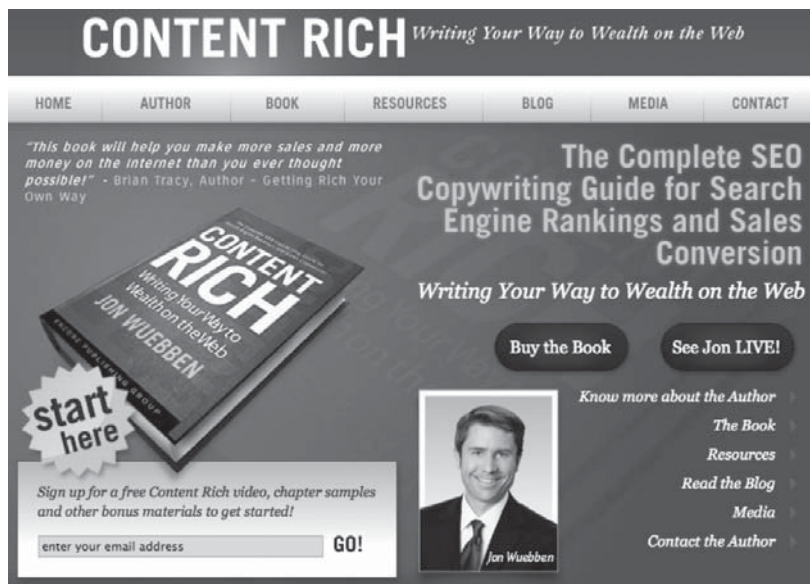 CONTENT RICH Writing Your Way to Wealth on the Web
HOME AUTHOR BOOK RESOURCES BLOG MEDIA CONTACT
"This book will help you make more sales and more
money on the Internet than you ever thought
possible!" - Brian Tracy, Author – Getting Rich Your
Own Way
CONTENT
RICH
Writing Your Way to
Wealth on the Web
JON WUEBBEN
ENCORE PUBLISHING GROUP
start
here
Sign up for a free Content Rich video, chapter samples
and other bonus materials to get started!
enter your email address GO!
The Complete SEO
Copywriting Guide for Search
Engine Rankings and Sales
Conversion
Writing Your Way to Wealth on the Web
Buy the Book See Jon LIVE!
Jon Wuebben
Know more about the Author
The Book
Resources
Read the Blog
Media
Contact the Author